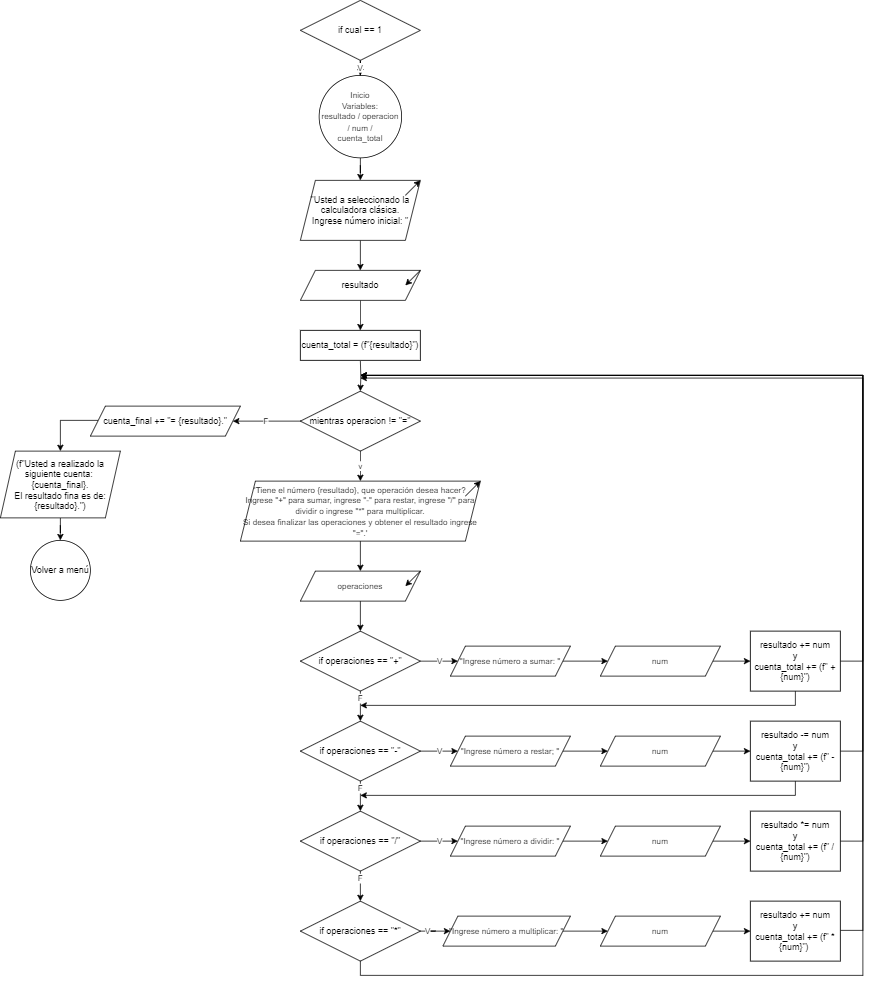 if cual == 1
V
Inicio
Variables:
resultado / operacion
/ num /
cuenta_total
"Usted a seleccionado la
calculadora clásica.
Ingrese número inicial: "
resultado
cuenta_total = (f"{resultado}")
mientras operacion != "="
F
cuenta_final += "= {resultado}."
(f"Usted a realizado la
siguiente cuenta:
{cuenta_final}.
El resultado fina es de:
{resultado}.")
Volver a menú
v
"Tiene el número {resultado}, que operación desea hacer?
Ingrese "+" para sumar, ingrese "-" para restar, ingrese "/" para
dividir o ingrese "*" para multiplicar.
Si desea finalizar las operaciones y obtener el resultado ingrese
"=".'
operaciones
if operaciones == "+"
V
"Ingrese número a sumar: "
num
resultado += num
y
cuenta_total += (f" +
{num}")
F
if operaciones == "-"
V
"Ingrese número a restar; "
num
resultado -= num
y
cuenta_total += (f" -
{num}")
F
if operaciones == "/"
V
"Ingrese número a dividir: "
num
resultado *= num
y
cuenta_total += (f" /
{num}")
F
if operaciones == "*"
V
"Ingrese número a multiplicar: "
num
resultado += num
y
cuenta_total += (f" *
{num}")